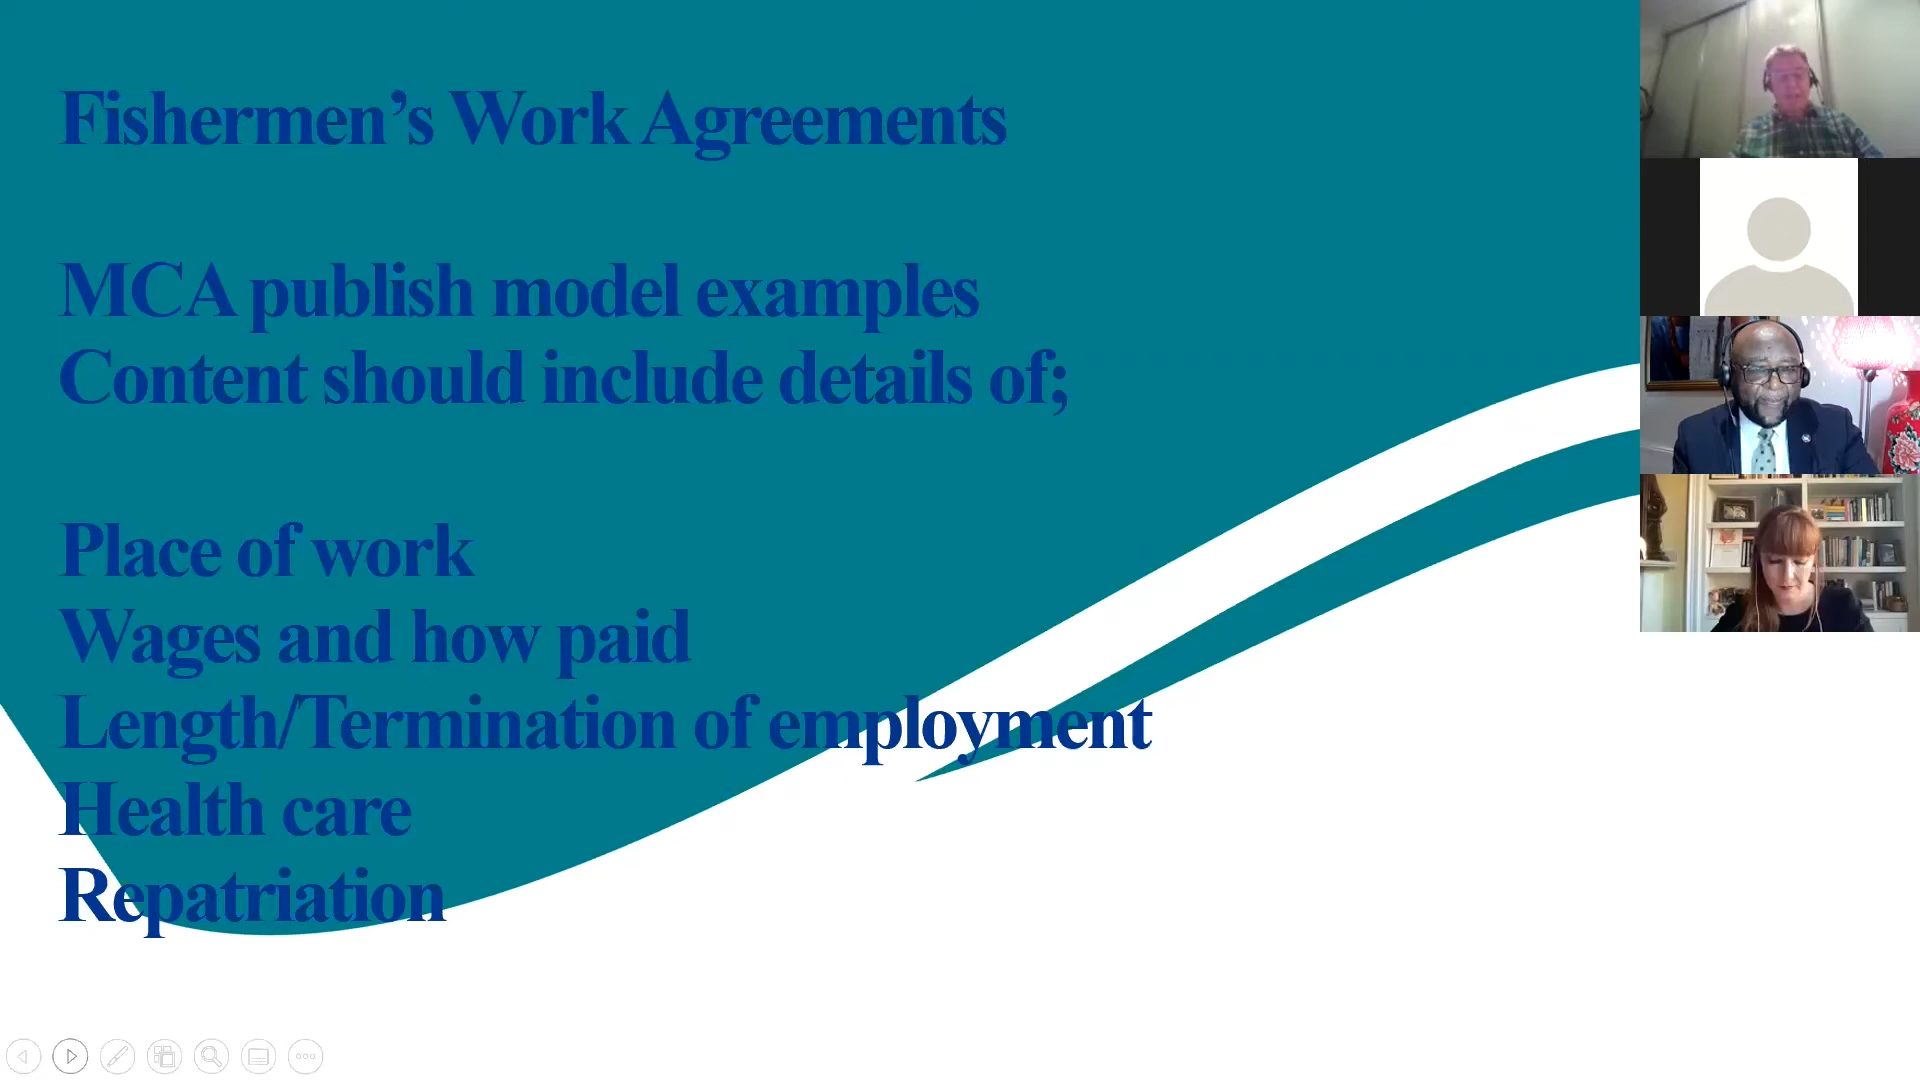 Fishermen’s Work Agreements
MCA publish model examples
Content should include details of;
Place of work
Wages and how paid
Length/Termination of employment
Health care
Repatriation